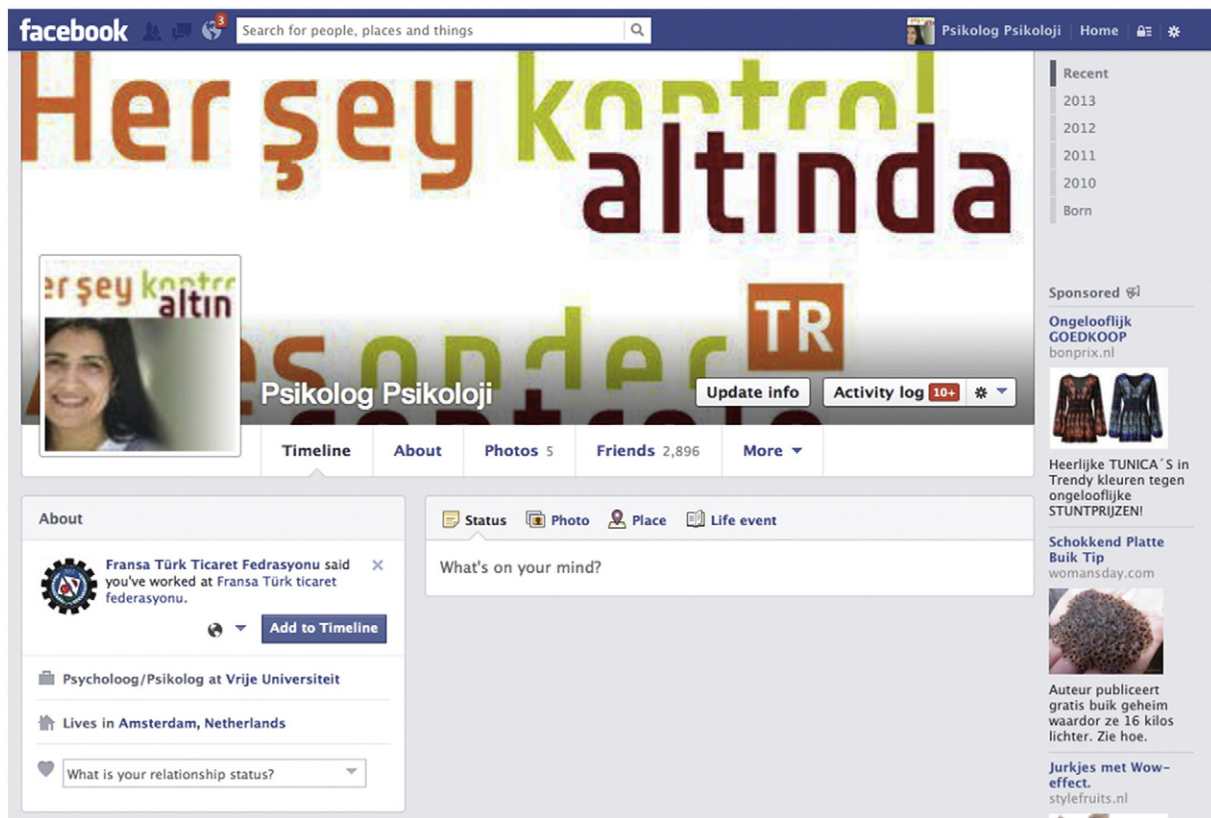 facebook
3
Search for people, places and things
Psikolog Psikoloji
Home
Her şey kontrol
altında
TR
er şey kontr
altın
Psikolog Psikoloji
Update info
Activity log 10+
Timeline
About
Photos 5
Friends 2,896
More
About
Fransa Türk Ticaret Fedrasyonu said
you've worked at Fransa Türk ticaret
federasyonu.
Add to Timeline
Psycholoog/Psikolog at Vrije Universiteit
Lives in Amsterdam, Netherlands
What is your relationship status?
Status
Photo
Place
Life event
What's on your mind?
Recent
2013
2012
2011
2010
Born
Sponsored
Ongelooflijk
GOEDKOOP
bonprix.nl
Heerlijke TUNICA´S in
Trendy kleuren tegen
ongelooflijke
STUNTPRIJZEN!
Schokkend Platte
Buik Tip
womansday.com
Auteur publiceert
gratis buik geheim
waardor ze 16 kilos
lichter. Zie hoe.
Jurkjes met Wow-
effect.
stylefruits.nl